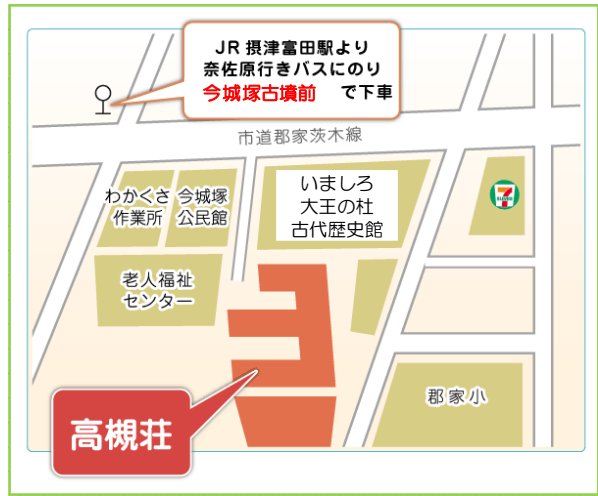 JR摂津富田駅より
奈佐原行きバスにのり
今城塚古墳前 で下車
市道郡家茨木線
わかくさ
作業所
今城塚
公民館
いましろ
大王の杜
古代歴史館
7
ELEVEN
老人福祉
センター
郡家小
高槻荘